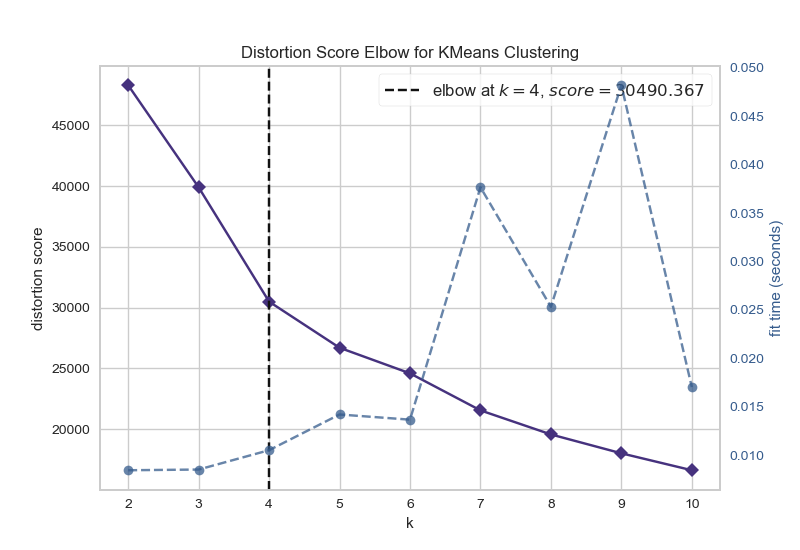 Distortion Score Elbow for KMeans Clustering
elbow at k = 4, score = 30490.367
distortion score
45000
40000
35000
30000
25000
20000
0.050
0.045
0.040
0.035
0.030
0.025
0.020
0.015
0.010
fit time (seconds)
2 3 4 5 6 7 8 9 10
k